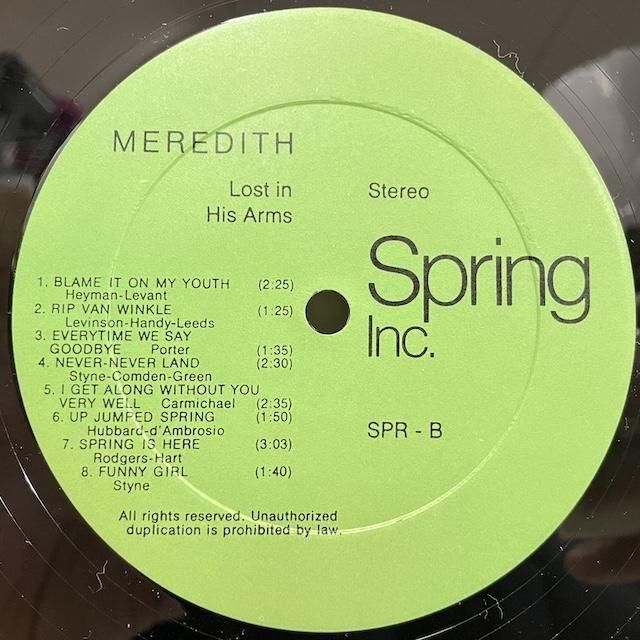 MEREDITH
Lost in
His Arms
Stereo
Spring
Inc.
SPR - B
1. BLAME IT ON MY YOUTH (2:25)
Heyman-Levant
2. RIP VAN WINKLE (1:25)
Levinson-Handy-Leeds
3. EVERYTIME WE SAY
GOODBYE Porter (1:35)
4. NEVER-NEVER LAND (2:30)
Styne-Comden-Green
5. I GET ALONG WITHOUT YOU
VERY WELL Carmichael (2:35)
6. UP JUMPED SPRING (1:50)
Hubbard-d'Ambrosio
7. SPRING IS HERE (3:03)
Rodgers-Hart
8. FUNNY GIRL (1:40)
Styne
All rights reserved. Unauthorized
duplication is prohibited by law.